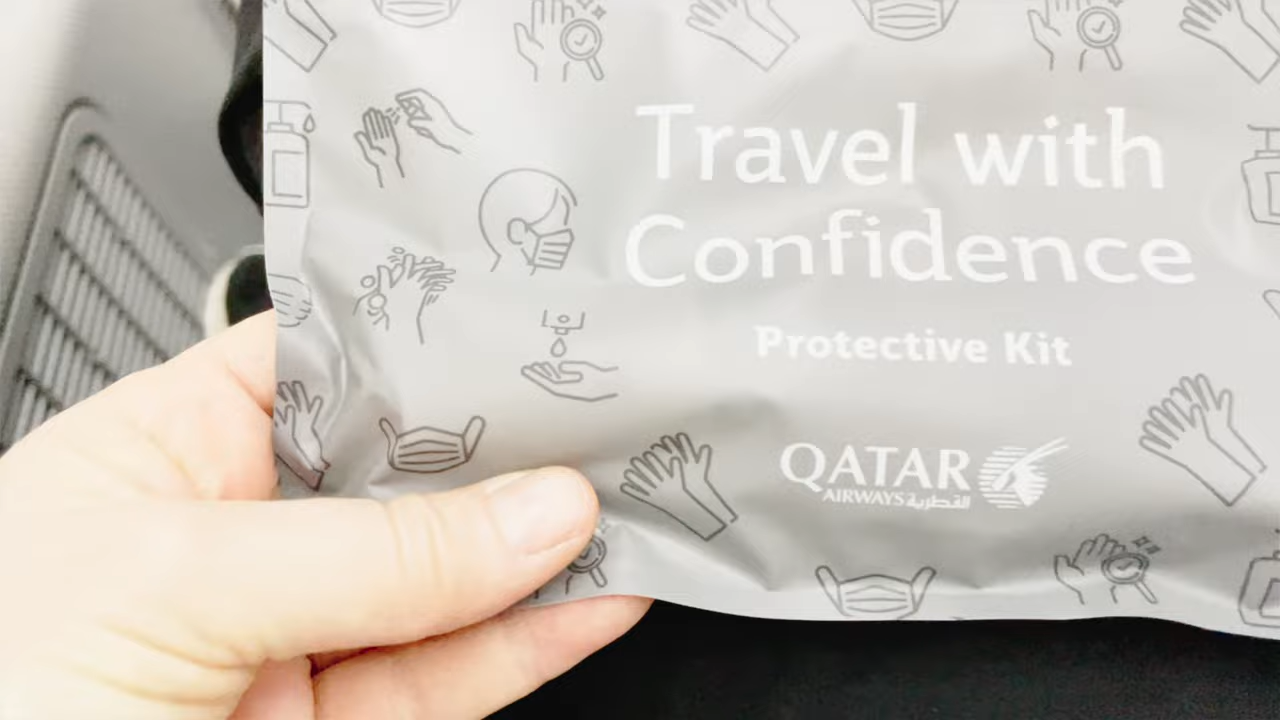 Travel with
Confidence
Protective Kit
QATAR
AIRWAYS القطرية